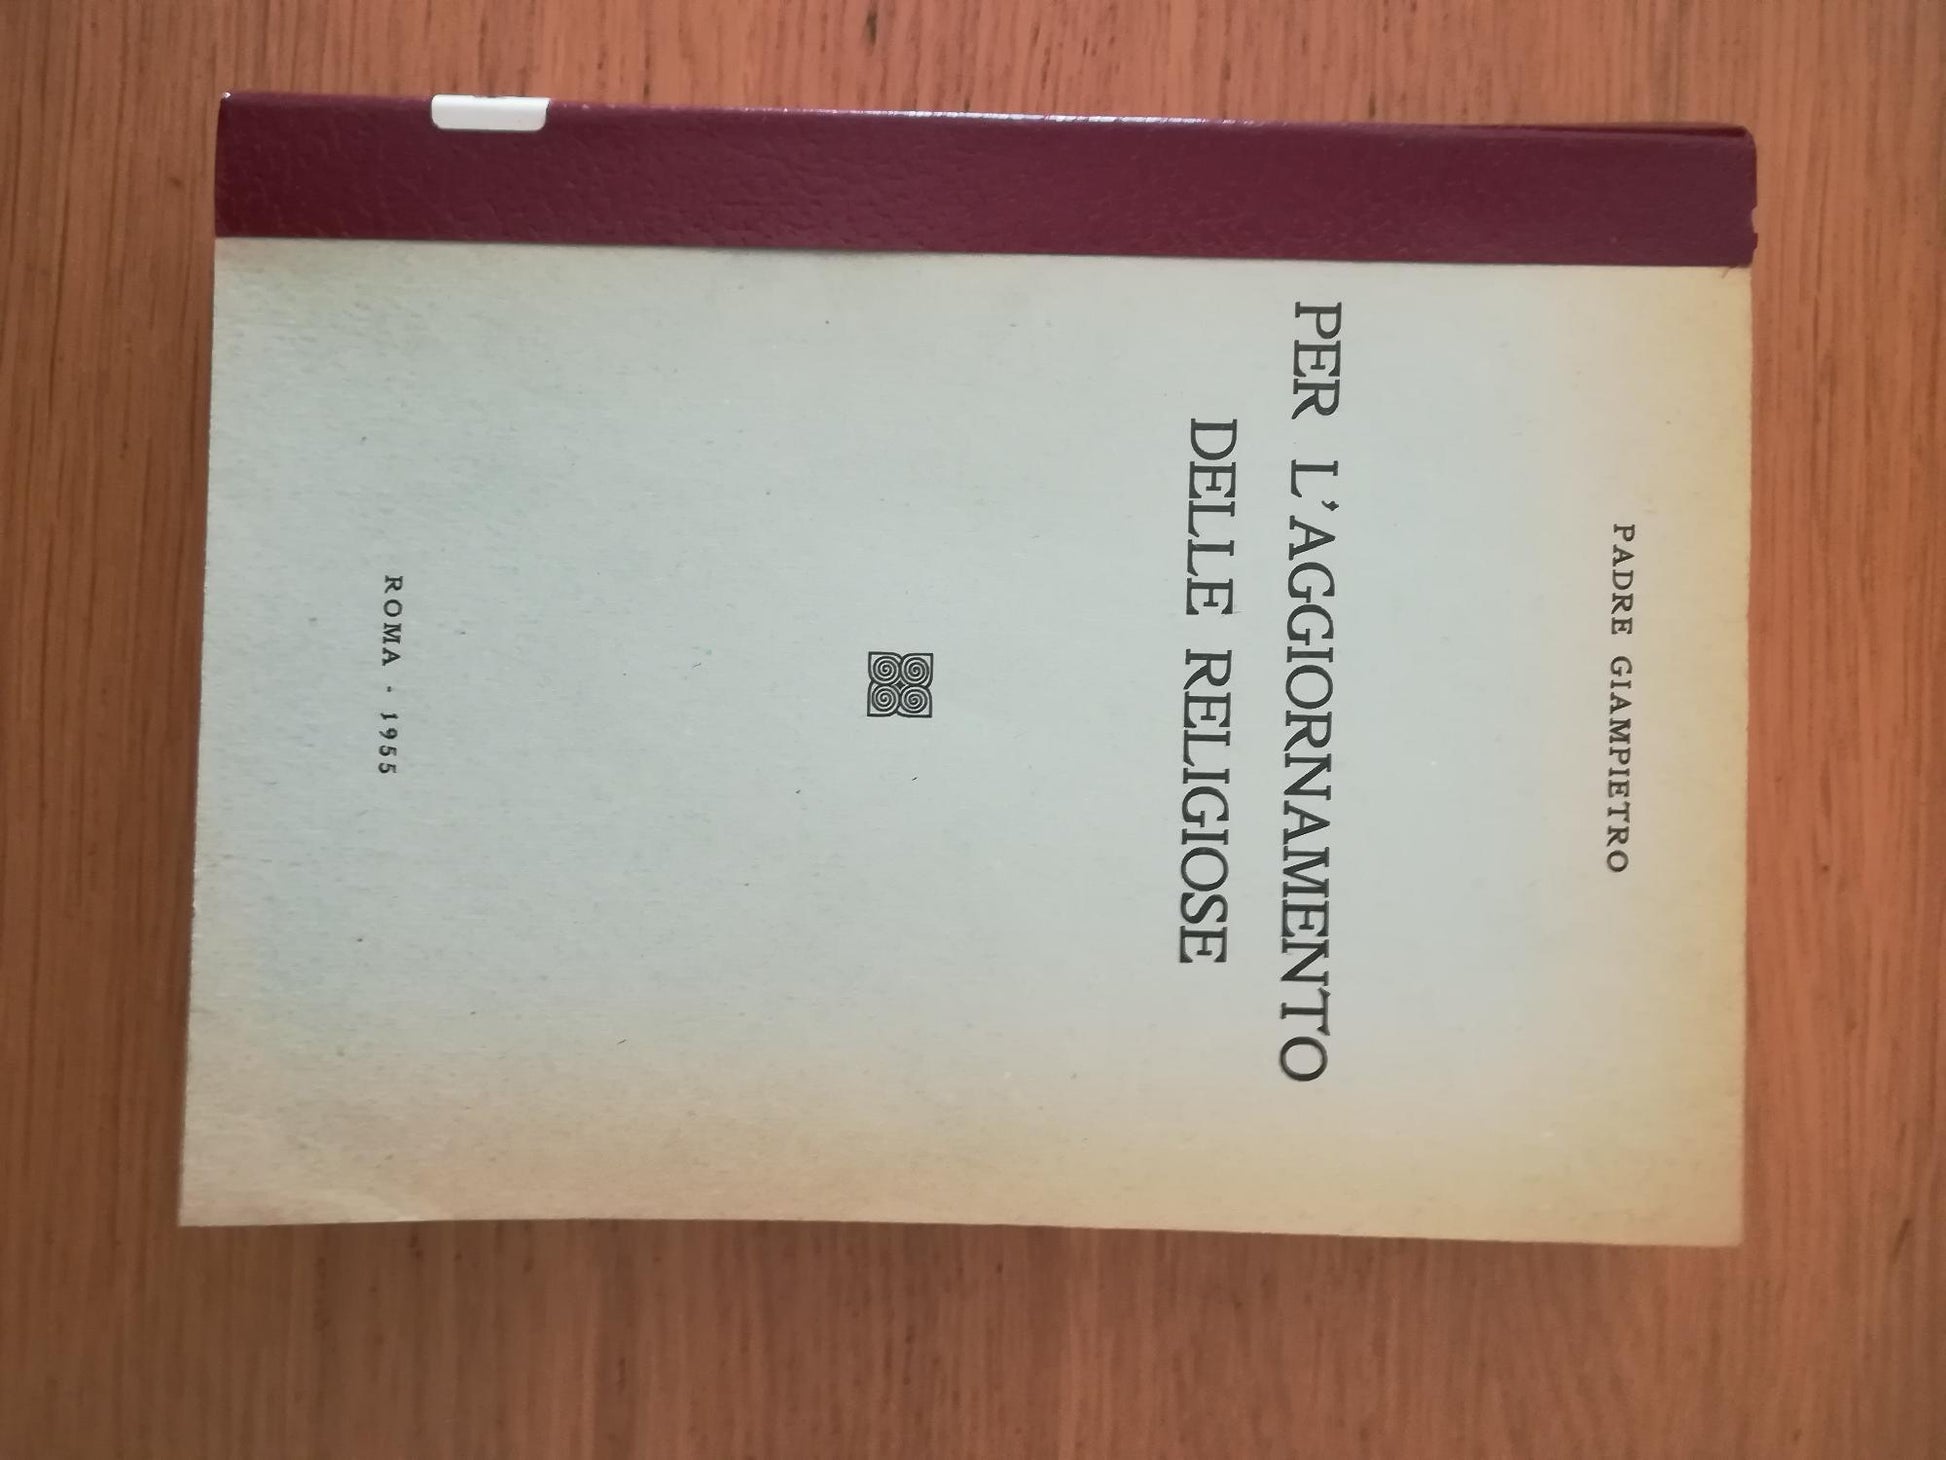 PADRE GIAMPIETRO
PER L'AGGIORNAMENTO
DELLE RELIGIOSE
ROMA - 1955